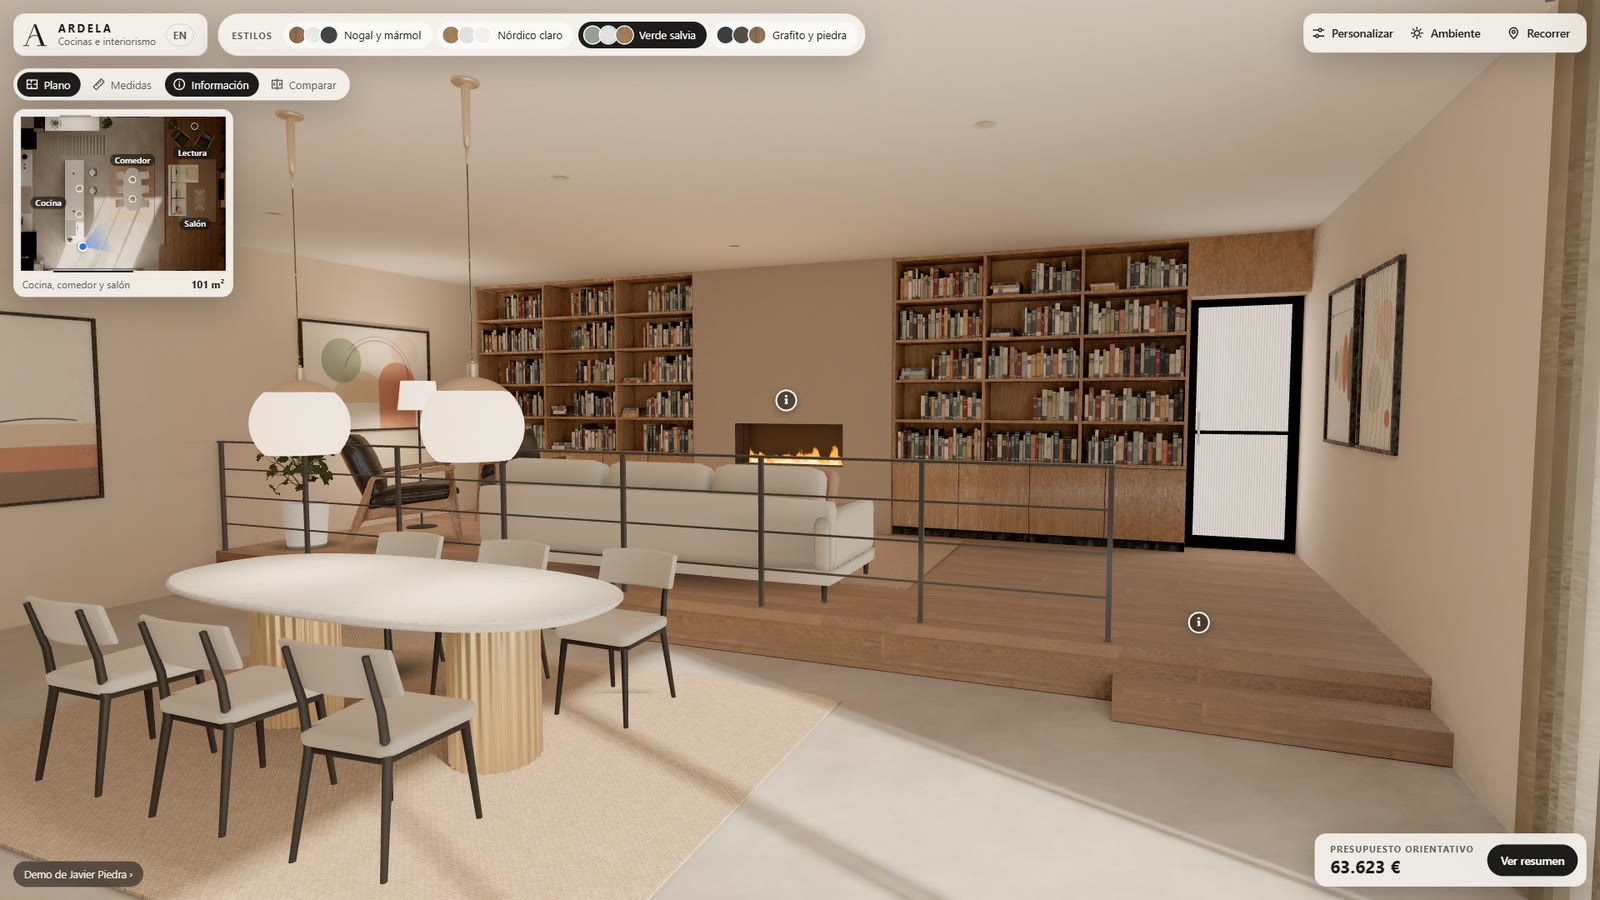 ARDELA
Cocinas e interiorismo
EN
ESTILOS
Nogal y mármol
Nórdico claro
Verde salvia
Grafito y piedra
Personalizar
Ambiente
Recorrer
Plano
Medidas
Información
Comparar
Lectura
Comedor
Cocina
Salón
Cocina, comedor y salón
101 m²
Demo de Javier Piedra ›
PRESUPUESTO ORIENTATIVO
63.623 €
Ver resumen